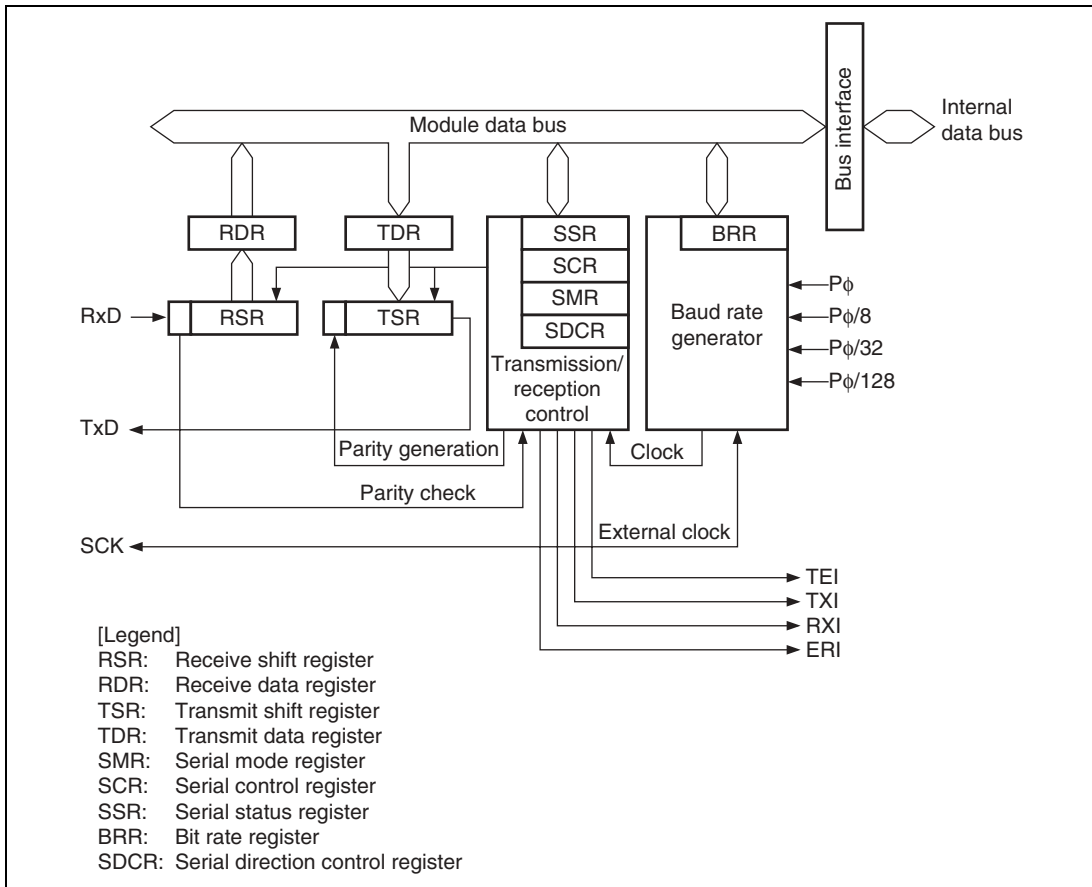 Module data bus
Bus interface
Internal
data bus
RDR
TDR
SSR
BRR
SCR
SMR
SDCR
RxD
RSR
TSR
Transmission/
reception
control
Baud rate
generator
Pϕ
Pϕ/8
Pϕ/32
Pϕ/128
TxD
Parity generation
Clock
Parity check
SCK
External clock
TEI
TXI
RXI
ERI
[Legend]
RSR: Receive shift register
RDR: Receive data register
TSR: Transmit shift register
TDR: Transmit data register
SMR: Serial mode register
SCR: Serial control register
SSR: Serial status register
BRR: Bit rate register
SDCR: Serial direction control register